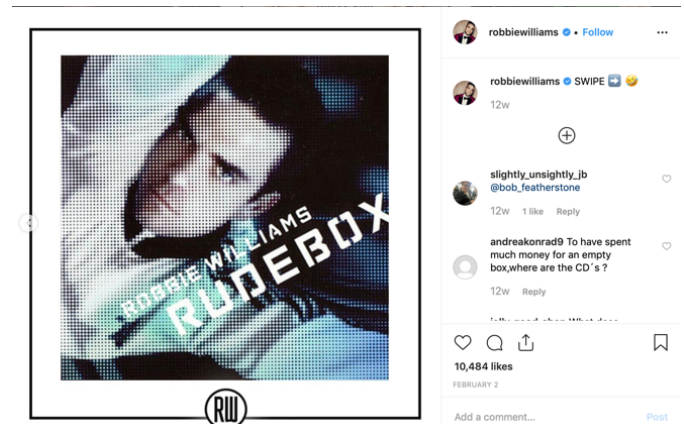 ROBBIE WILLIAMS
RUDEBOX
RW
robbiewilliams • Follow
robbiewilliams SWIPE ➡️ 🤣
12w
slightly_unsightly_jb
@bob_featherstone
12w 1 like Reply
andreakonrad9 To have spent
much money for an empty
box,where are the CD´s ?
12w Reply
10,484 likes
FEBRUARY 2
Add a comment... Post